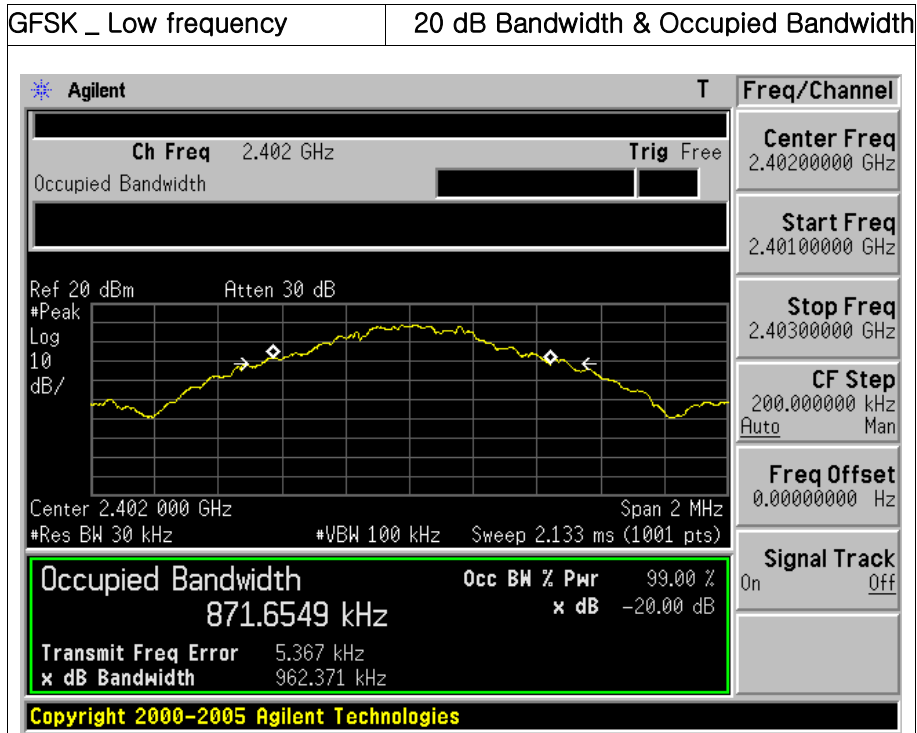 GFSK _ Low frequency
20 dB Bandwidth & Occupied Bandwidth
Agilent
T
Freq/Channel
Ch Freq 2.402 GHz
Trig Free
Occupied Bandwidth
Center Freq
2.40200000 GHz
Start Freq
2.40100000 GHz
Stop Freq
2.40300000 GHz
CF Step
200.000000 kHz
Auto Man
Freq Offset
0.00000000 Hz
Signal Track
On Off
Ref 20 dBm
Atten 30 dB
#Peak
Log
10
dB/
Center 2.402 000 GHz
Span 2 MHz
#Res BW 30 kHz
#VBW 100 kHz
Sweep 2.133 ms (1001 pts)
Occupied Bandwidth
871.6549 kHz
Occ BW % Pwr 99.00 %
x dB -20.00 dB
Transmit Freq Error 5.367 kHz
x dB Bandwidth 962.371 kHz
Copyright 2000-2005 Agilent Technologies